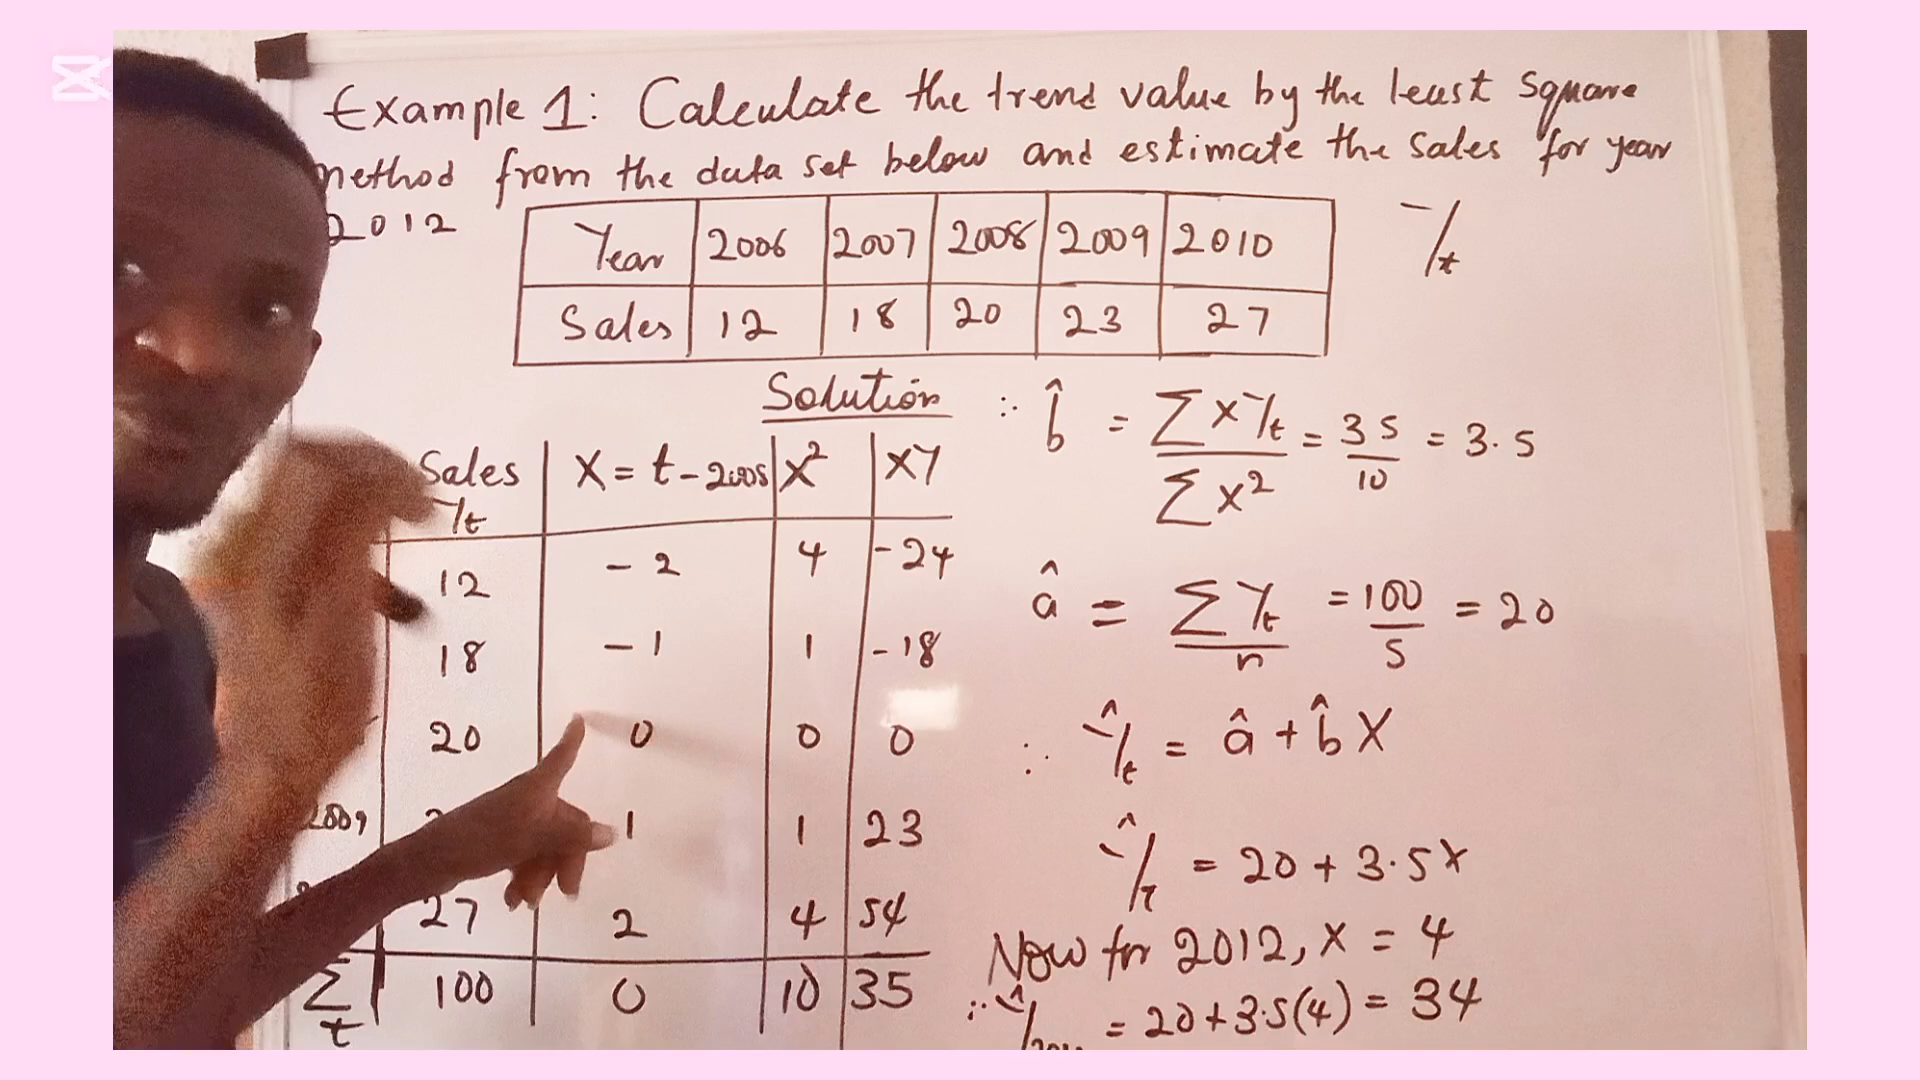 Example 1: Calculate the trend value by the least square
method from the data set below and estimate the sales for year
2012
Year 2006 2007 2008 2009 2010
Sales 12 18 20 23 27
Yt
Solution
Sales Yt X = t - 2008 X² XY
12 -2 4 -24
18 -1 1 -18
20 0 0 0
2009 1 1 23
27 2 4 54
Σ t 100 0 10 35
∴ b̂ = ΣXYt / ΣX² = 35/10 = 3.5
â = ΣYt / n = 100/5 = 20
∴ Ŷt = â + b̂X
Ŷt = 20 + 3.5X
Now for 2012, X = 4
∴ Ŷ = 20+3.5(4) = 34